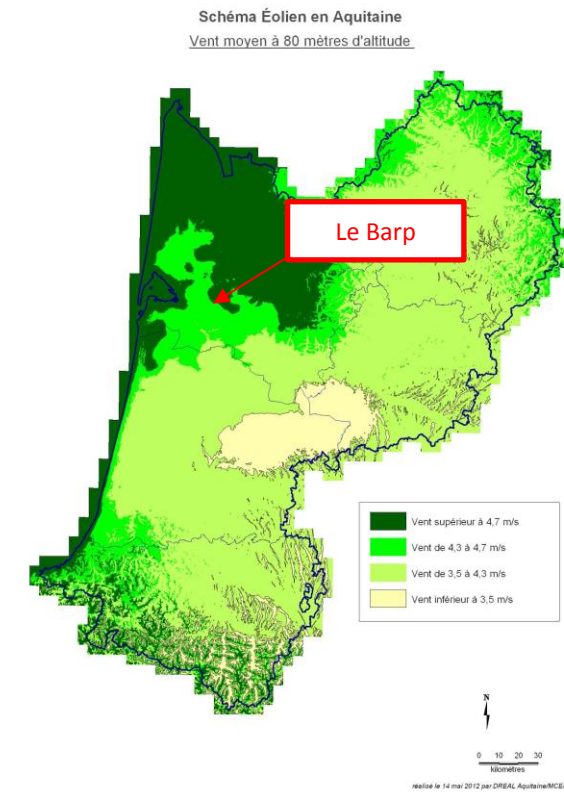 Schéma Éolien en Aquitaine
Vent moyen à 80 mètres d'altitude
Le Barp
Vent supérieur à 4,7 m/s
Vent de 4,3 à 4,7 m/s
Vent de 3,5 à 4,3 m/s
Vent inférieur à 3,5 m/s
N
0 10 20 30
kilomètres
réalisé le 14 mai 2012 par DREAL Aquitaine/MCE